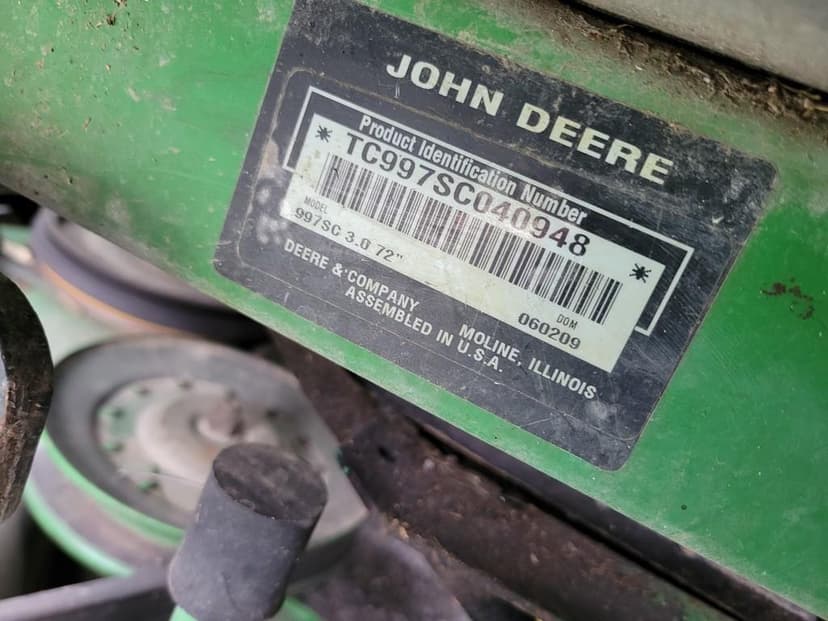 JOHN DEERE
Product Identification Number
* TC997SC040948 *
MODEL
997SC 3.0 72"
DOM
060209
DEERE & COMPANY MOLINE, ILLINOIS
ASSEMBLED IN U.S.A.